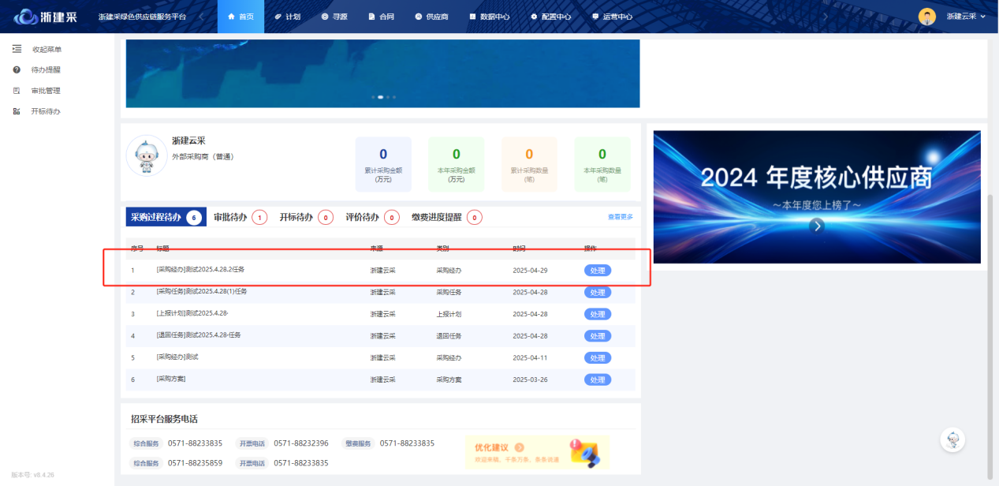 浙建采 浙建采绿色供应链服务平台 首页 计划 寻源 合同 供应商 数据中心 配置中心 运营中心 浙建云采
收起菜单
待办提醒
审批管理
开标待办
浙建云采
外部采购商（普通）
0 0 0 0
累计采购金额 本年采购金额 累计采购数量 本年采购数量
(万元) (万元) (笔) (笔)
2024 年度核心供应商
～本年度您上榜了～
采购过程待办 6 审批待办 1 开标待办 0 评价待办 0 缴费进度提醒 0 查看更多
序号 标题 来源 类别 时间 操作
1 [采购经办]测试2025.4.28.2任务 浙建云采 采购经办 2025-04-29 处理
2 [采购任务]测试2025.4.28(1)任务 浙建云采 采购任务 2025-04-28 处理
3 [上报计划]测试2025.4.28- 浙建云采 上报计划 2025-04-28 处理
4 [退回任务]测试2025.4.28-任务 浙建云采 退回任务 2025-04-28 处理
5 [采购经办]测试 浙建云采 采购经办 2025-04-11 处理
6 [采购方案] 浙建云采 采购方案 2025-03-26 处理
招采平台服务电话
综合服务 0571-88233835 开票电话 0571-88232396 缴费服务 0571-88233835
综合服务 0571-88235859 开票电话 0571-88233835
优化建议
欢迎来稿，千条万条，条条说道
版本号: v8.4.26